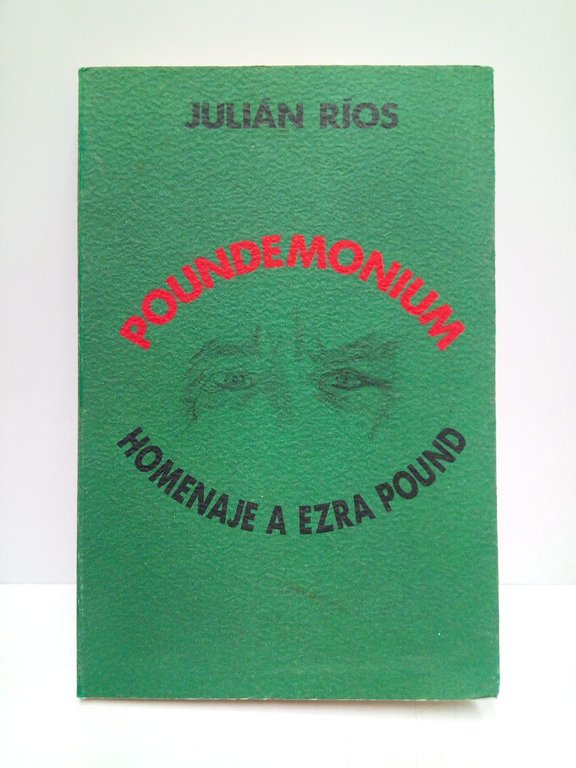 JULIÁN RÍOS
POUNDEMONIUM
HOMENAJE A EZRA POUND